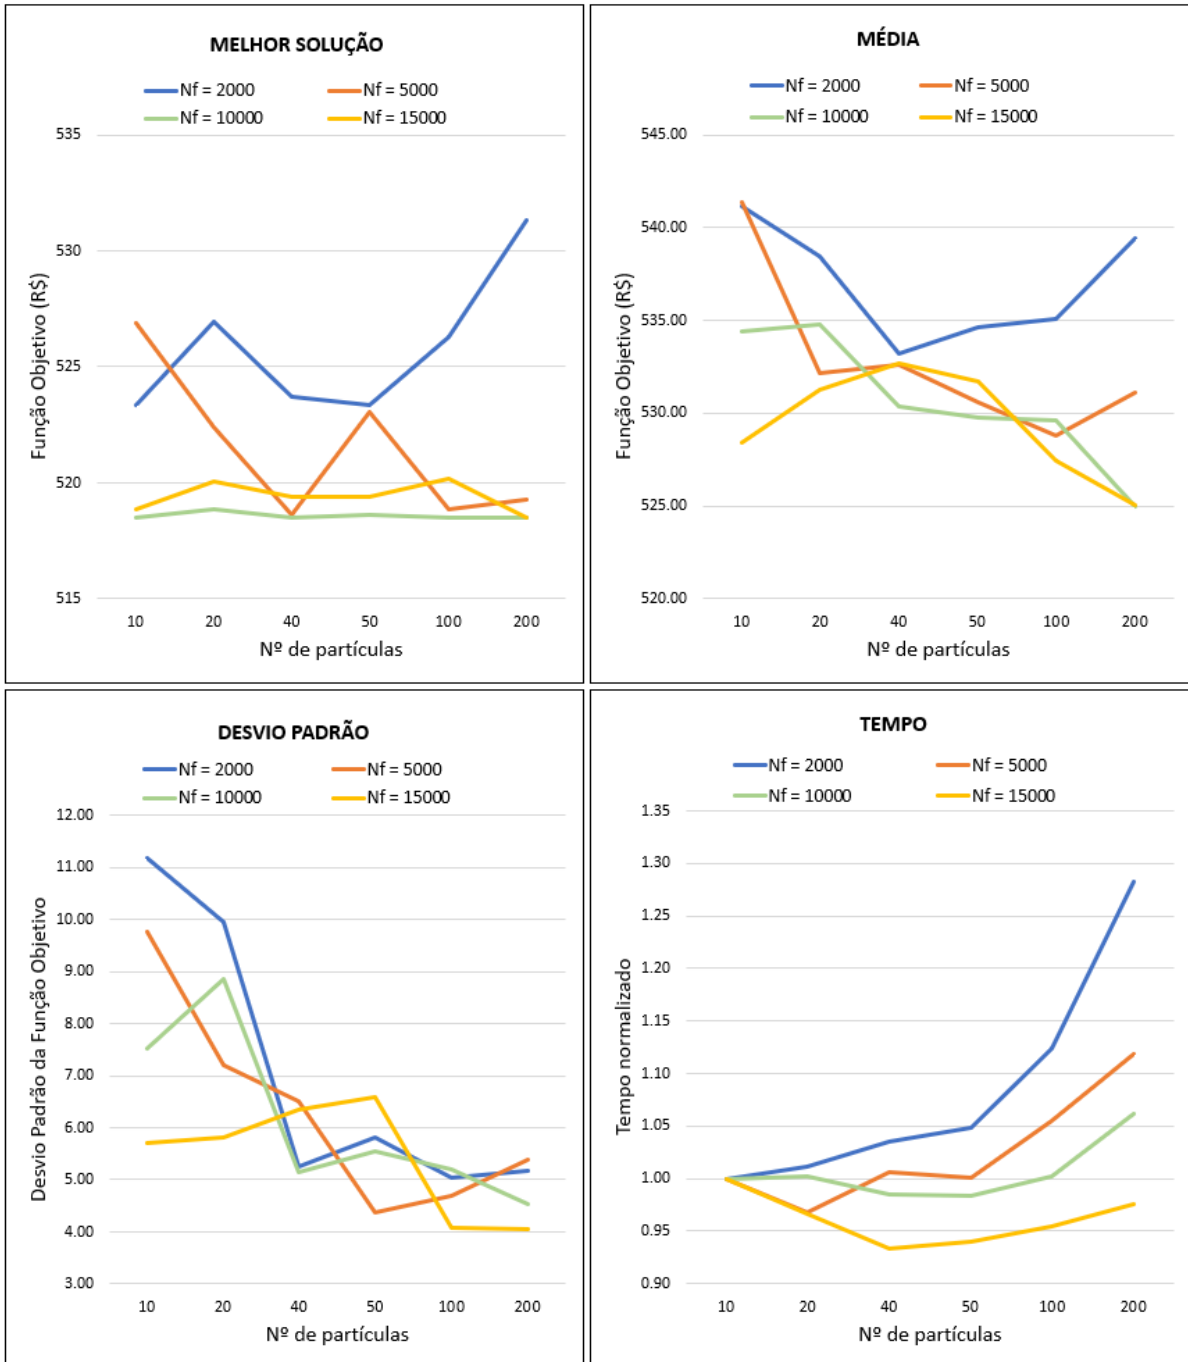 MELHOR SOLUÇÃO
Nf = 2000 Nf = 5000
Nf = 10000 Nf = 15000
535
530
525
520
515
Função Objetivo (R$)
10 20 40 50 100 200
Nº de partículas
MÉDIA
Nf = 2000 Nf = 5000
Nf = 10000 Nf = 15000
545.00
540.00
535.00
530.00
525.00
520.00
Função Objetivo (R$)
10 20 40 50 100 200
Nº de partículas
DESVIO PADRÃO
Nf = 2000 Nf = 5000
Nf = 10000 Nf = 15000
12.00
11.00
10.00
9.00
8.00
7.00
6.00
5.00
4.00
3.00
Desvio Padrão da Função Objetivo
10 20 40 50 100 200
Nº de partículas
TEMPO
Nf = 2000 Nf = 5000
Nf = 10000 Nf = 15000
1.35
1.30
1.25
1.20
1.15
1.10
1.05
1.00
0.95
0.90
Tempo normalizado
10 20 40 50 100 200
Nº de partículas